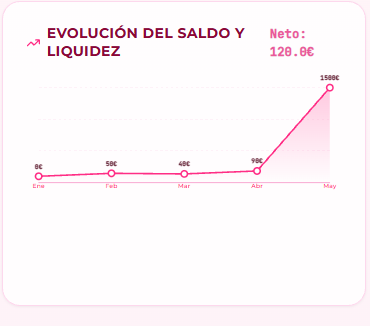 EVOLUCIÓN DEL SALDO Y
LIQUIDEZ
Neto:
120.0€
1500€
0€
50€
40€
90€
Ene
Feb
Mar
Abr
May